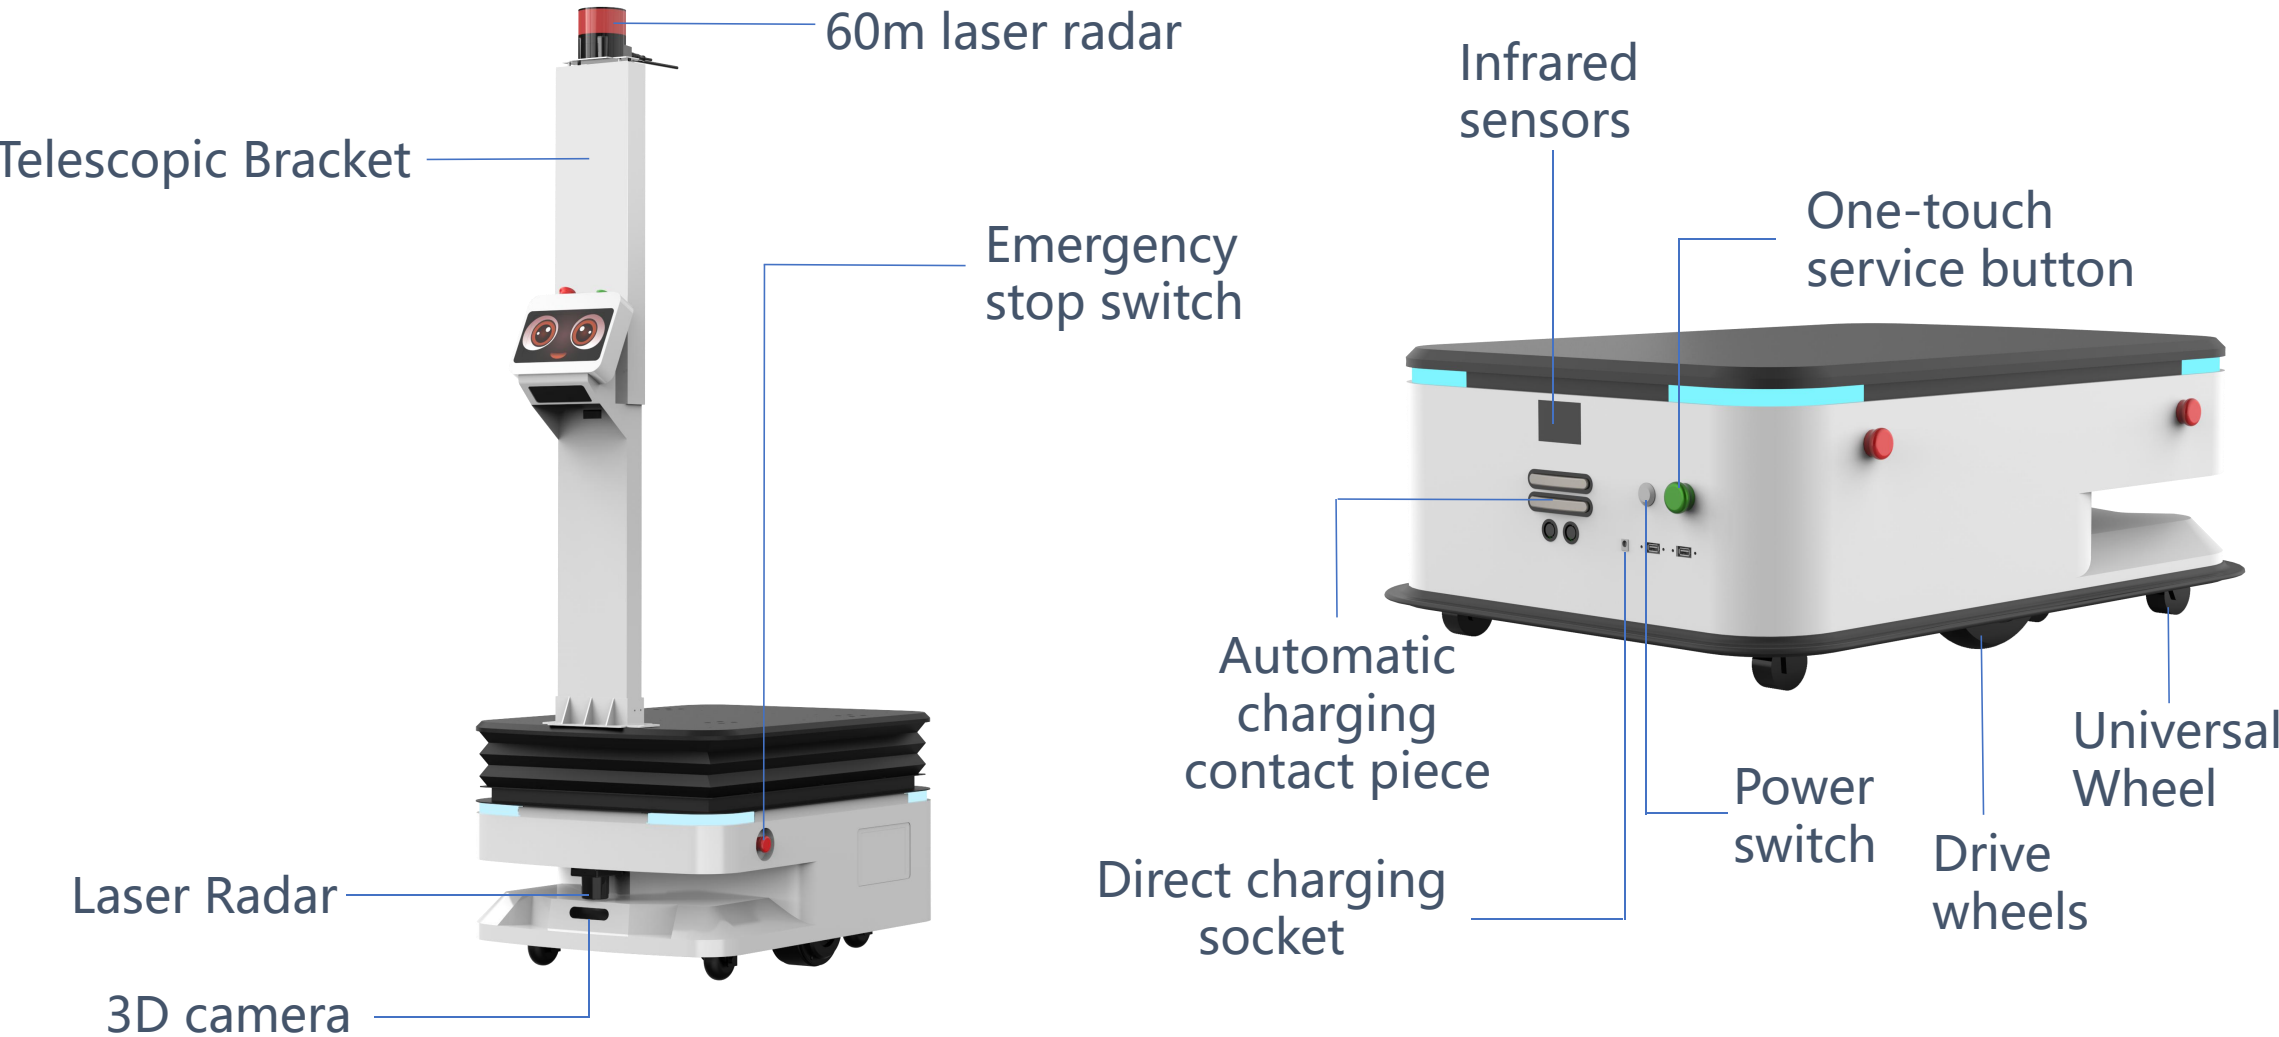 60m laser radar
Telescopic Bracket
Emergency
stop switch
Laser Radar
3D camera
Infrared
sensors
One-touch
service button
Automatic
charging
contact piece
Direct charging
socket
Power
switch
Drive
wheels
Universal
Wheel